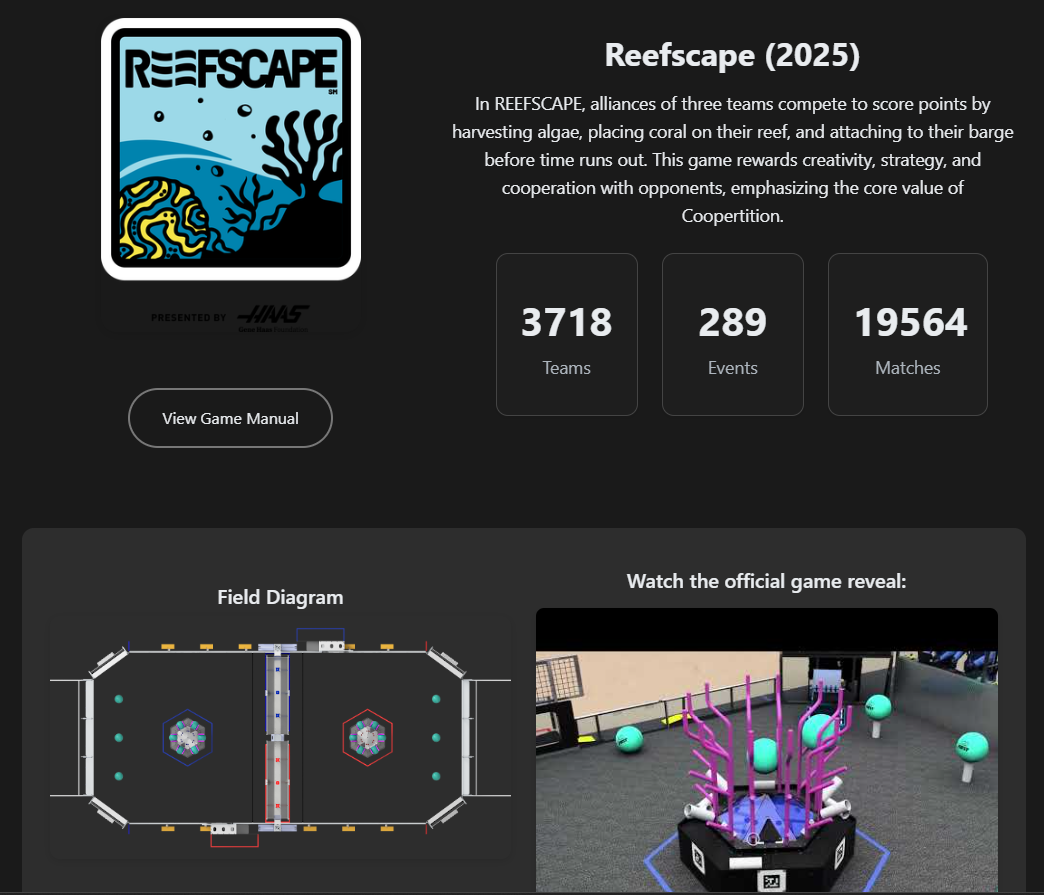 REEFSCAPE
SM
PRESENTED BY HAAS
Gene Haas Foundation
View Game Manual
Reefscape (2025)
In REEFSCAPE, alliances of three teams compete to score points by
harvesting algae, placing coral on their reef, and attaching to their barge
before time runs out. This game rewards creativity, strategy, and
cooperation with opponents, emphasizing the core value of
Coopertition.
3718
Teams
289
Events
19564
Matches
Field Diagram
Watch the official game reveal: